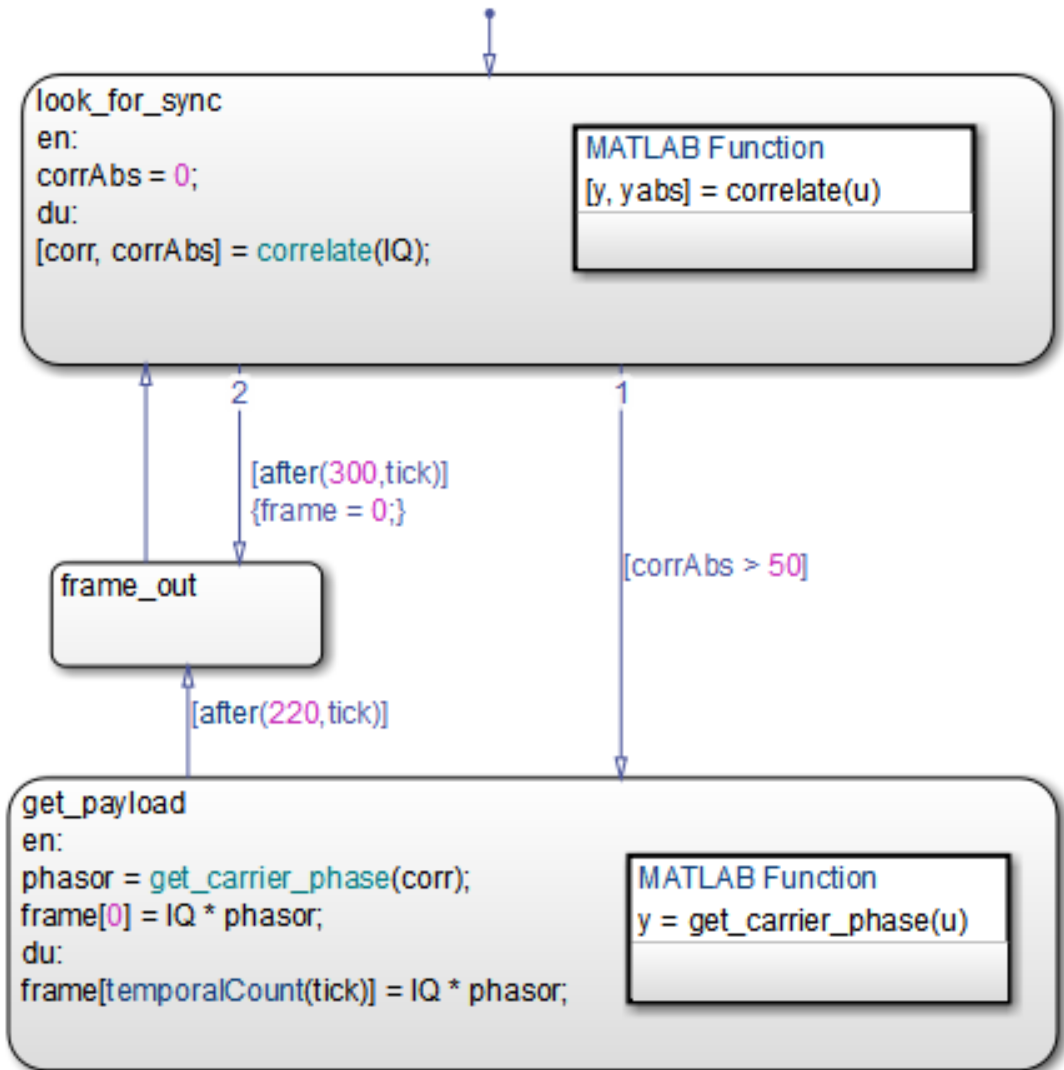 look_for_sync
en:
corrAbs = 0;
du:
[corr, corrAbs] = correlate(IQ);
MATLAB Function
[y, yabs] = correlate(u)
2
1
[after(300,tick)]
{frame = 0;}
[corrAbs > 50]
frame_out
[after(220,tick)]
get_payload
en:
phasor = get_carrier_phase(corr);
frame[0] = IQ * phasor;
du:
frame[temporalCount(tick)] = IQ * phasor;
MATLAB Function
y = get_carrier_phase(u)